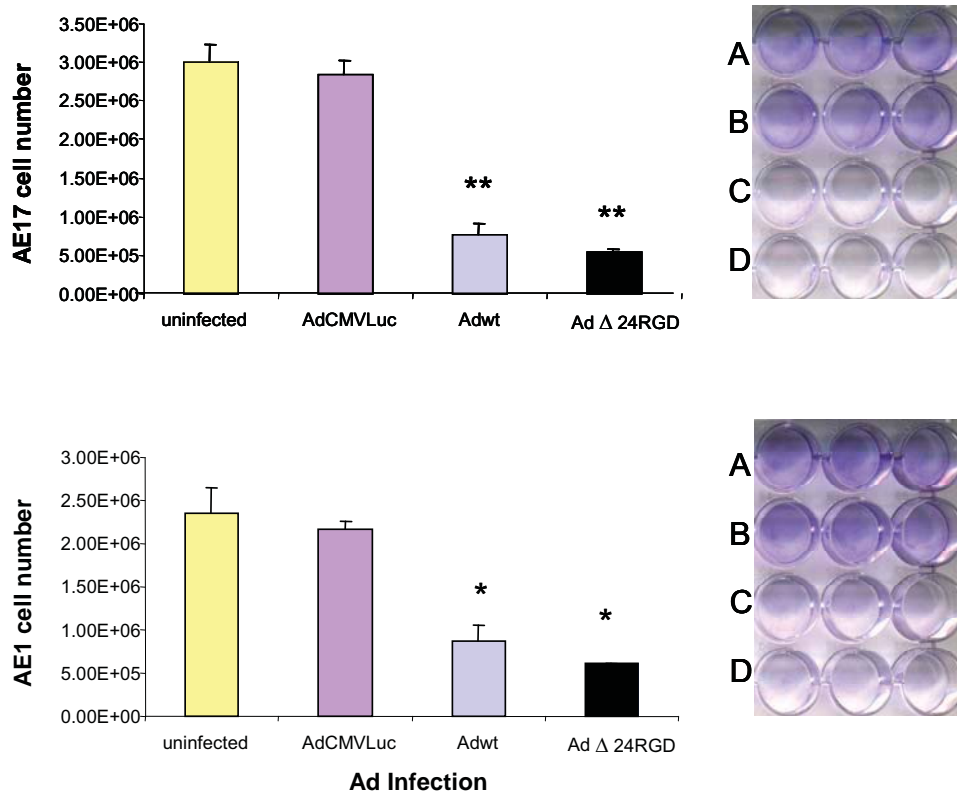 3.50E+06
3.00E+06
2.50E+06
2.00E+06
1.50E+06
1.00E+06
5.00E+05
0.00E+00
AE17 cell number
**
**
uninfected AdCMVLuc Adwt Ad Δ 24RGD
A
B
C
D
3.00E+06
2.50E+06
2.00E+06
1.50E+06
1.00E+06
5.00E+05
0.00E+00
AE1 cell number
*
*
uninfected AdCMVLuc Adwt Ad Δ 24RGD
Ad Infection
A
B
C
D